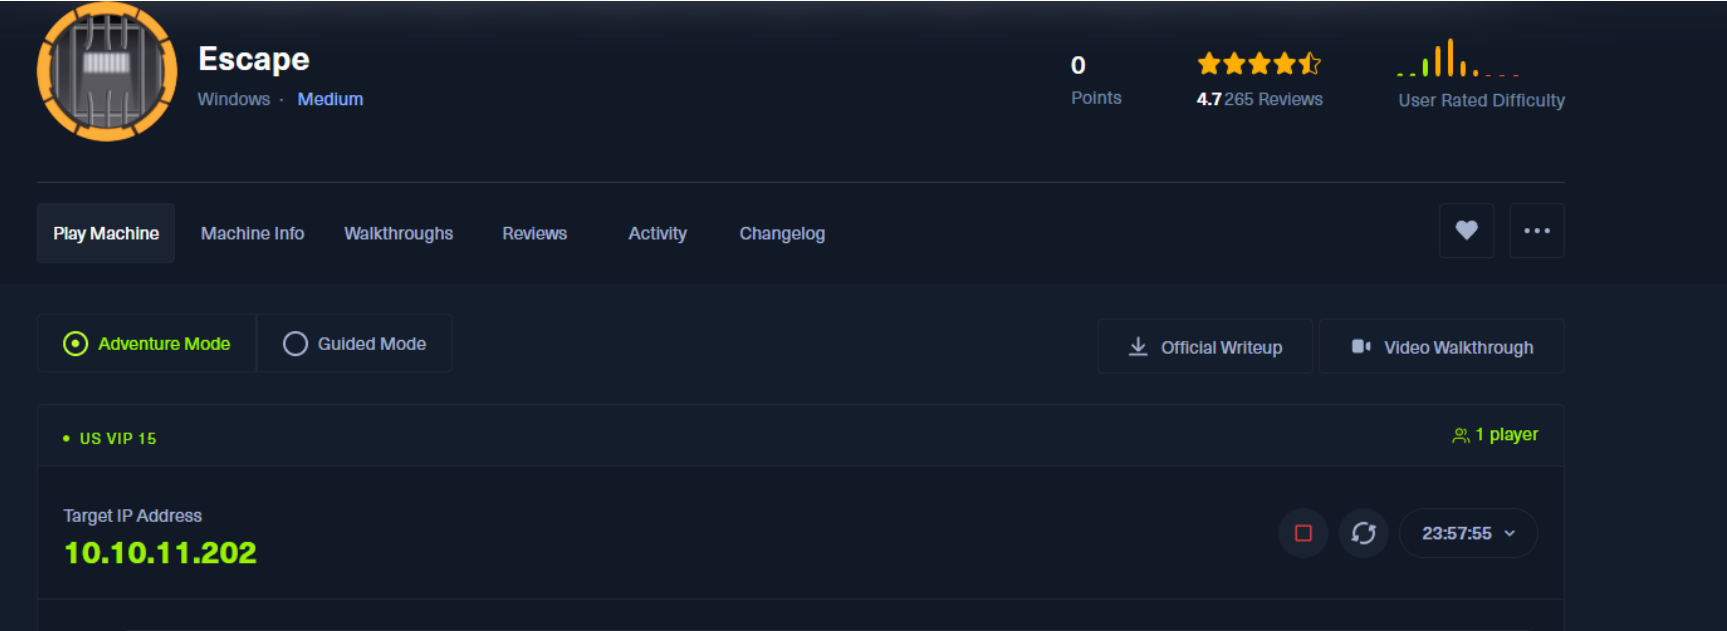 Escape
Windows · Medium
0
Points
4.7 265 Reviews
User Rated Difficulty
Play Machine Machine Info Walkthroughs Reviews Activity Changelog
Adventure Mode Guided Mode
Official Writeup Video Walkthrough
US VIP 15
1 player
Target IP Address
10.10.11.202
23:57:55